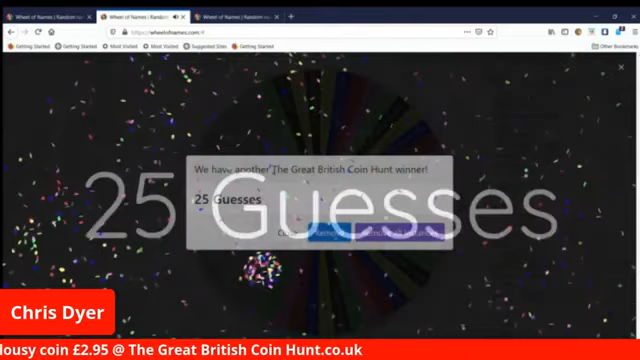 Wheel of Names | Random
Wheel of Names | Random
Wheel of Names | Random
https://wheelofnames.com/#
Getting Started
Getting Started
Most Visited
Most Visited
Suggested Sites
Getting Started
Other Bookmarks
We have another The Great British Coin Hunt winner!
25 Guesses
25 Guesses
Close
Remove
Chris Dyer
lousy coin £2.95 @ The Great British Coin Hunt.co.uk